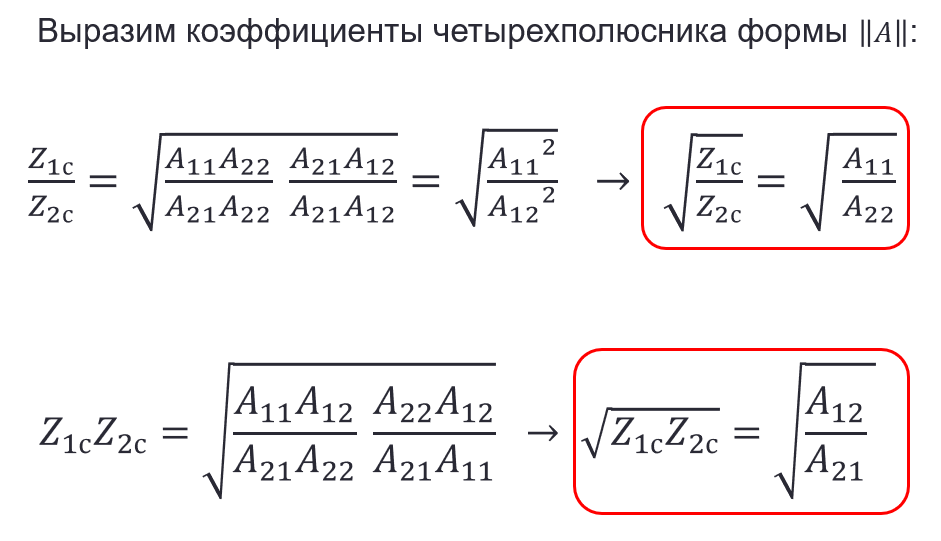 Выразим коэффициенты четырехполюсника формы ‖A‖:
Z₁c/Z₂c = √(A₁₁A₂₂/A₂₁A₂₂ A₂₁A₁₂/A₂₁A₁₂) = √(A₁₁²/A₁₂²) → √(Z₁c/Z₂c) = √(A₁₁/A₂₂)
Z₁cZ₂c = √(A₁₁A₁₂/A₂₁A₂₂ A₂₂A₁₂/A₂₁A₁₁) → √(Z₁cZ₂c) = √(A₁₂/A₂₁)